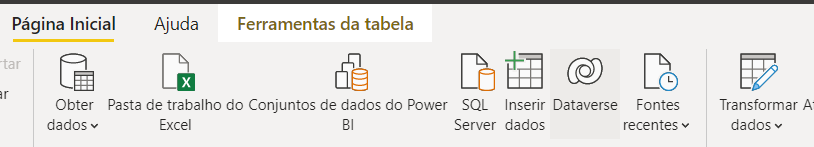 Página Inicial Ajuda Ferramentas da tabela
tar
ar
Obter dados
Pasta de trabalho do Excel
Conjuntos de dados do Power BI
SQL Server
Inserir dados
Dataverse
Fontes recentes
Transformar dados
At